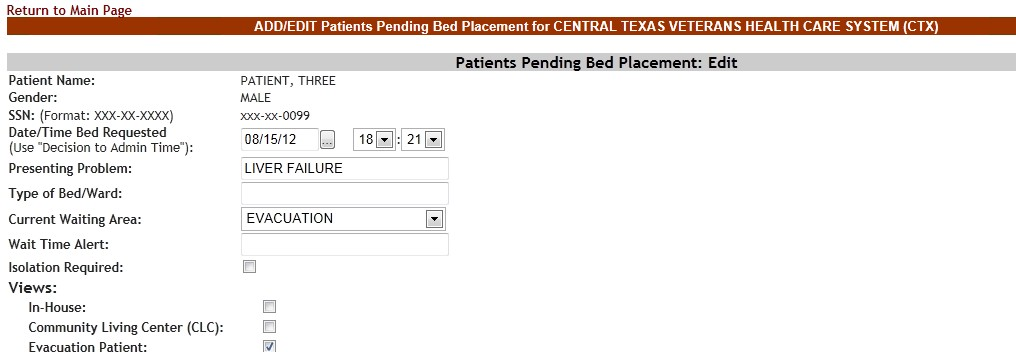 Return to Main Page
ADD/EDIT Patients Pending Bed Placement for CENTRAL TEXAS VETERANS HEALTH CARE SYSTEM (CTX)
Patients Pending Bed Placement: Edit
Patient Name: PATIENT, THREE
Gender: MALE
SSN: (Format: XXX-XX-XXXX) xxx-xx-0099
Date/Time Bed Requested
(Use "Decision to Admin Time"): 08/15/12 ... 18 : 21
Presenting Problem: LIVER FAILURE
Type of Bed/Ward:
Current Waiting Area: EVACUATION
Wait Time Alert:
Isolation Required:
Views:
In-House:
Community Living Center (CLC):
Evacuation Patient: